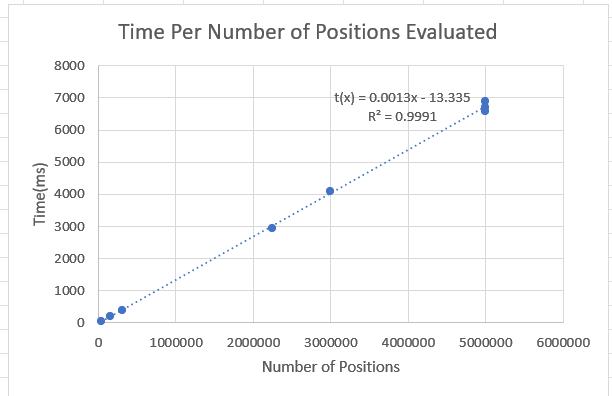 Time Per Number of Positions Evaluated
8000
7000
6000
5000
4000
3000
2000
1000
0
t(x) = 0.0013x - 13.335
R² = 0.9991
Time(ms)
0 1000000 2000000 3000000 4000000 5000000 6000000
Number of Positions